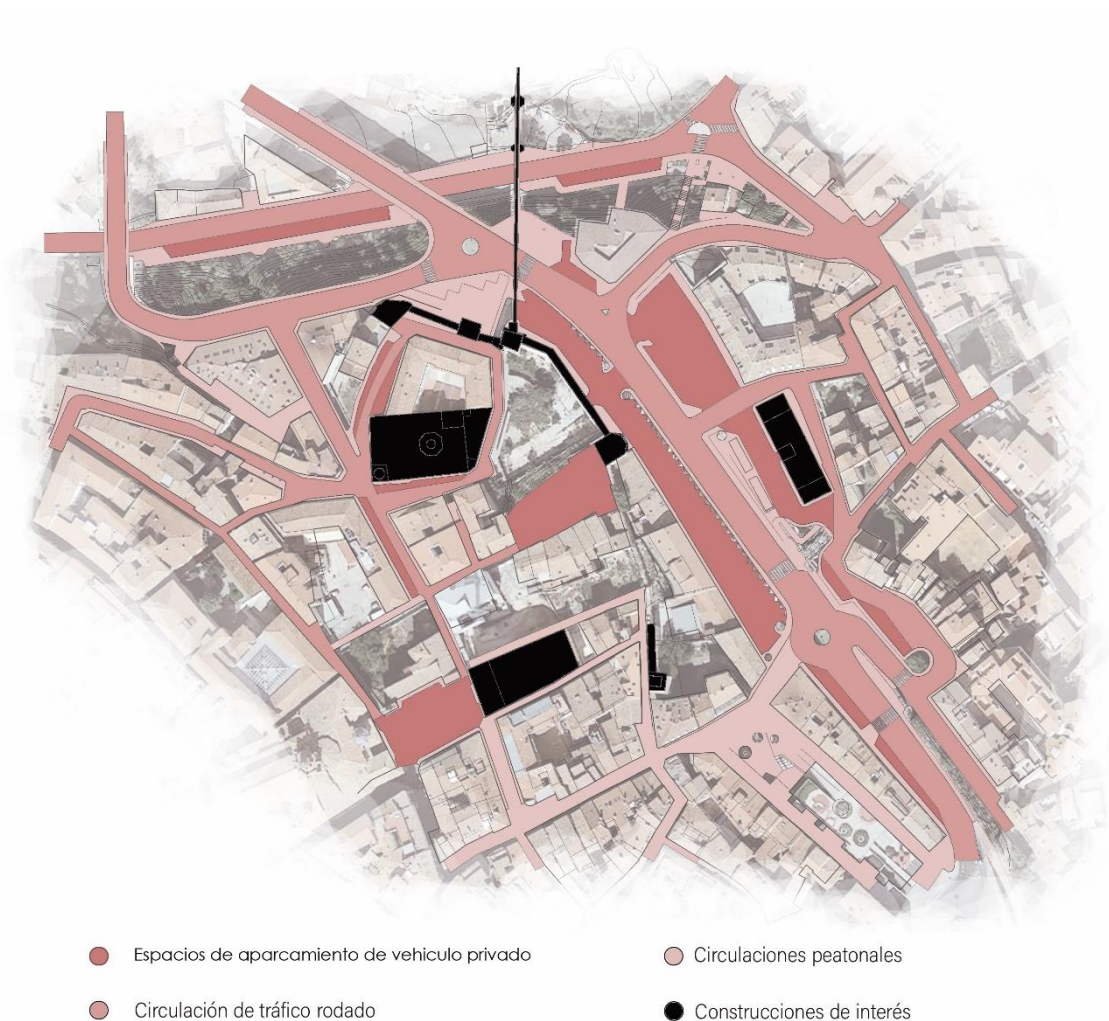 Espacios de aparcamiento de vehiculo privado
Circulaciones peatonales
Circulación de tráfico rodado
Construcciones de interés